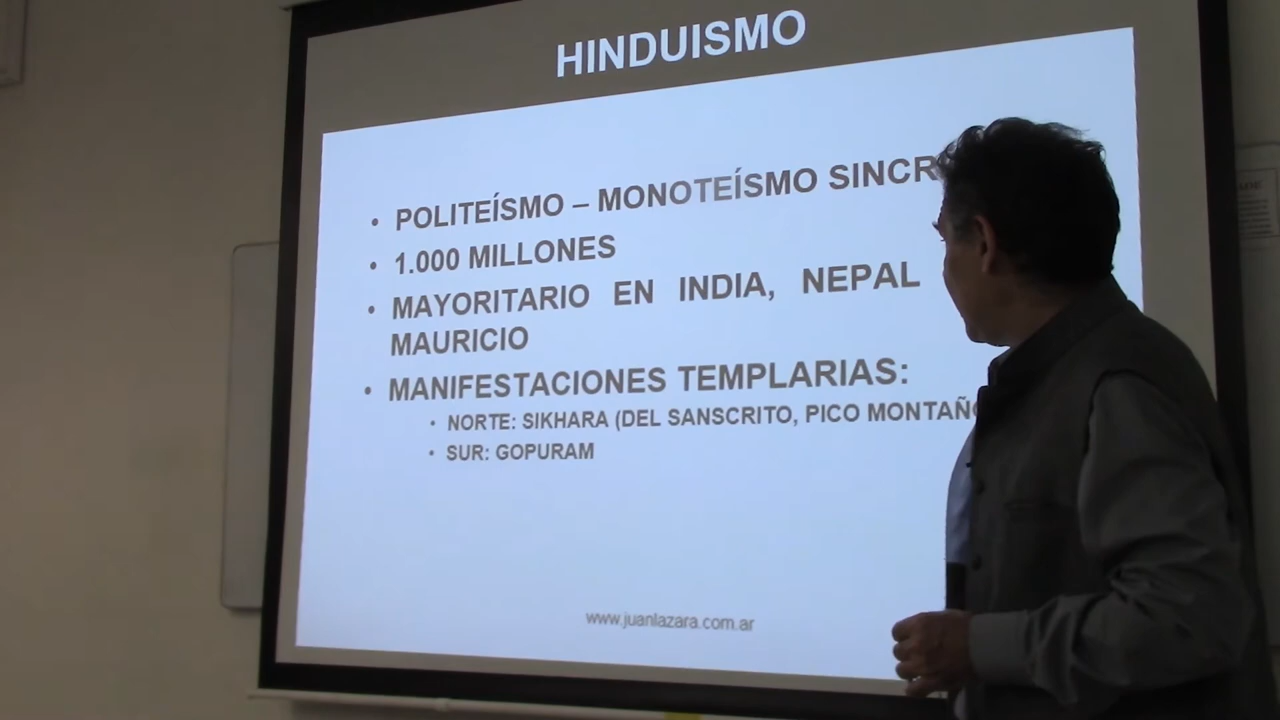 HINDUISMO
• POLITEÍSMO – MONOTEÍSMO SINCR
• 1.000 MILLONES
• MAYORITARIO EN INDIA, NEPAL
MAURICIO
• MANIFESTACIONES TEMPLARIAS:
• NORTE: SIKHARA (DEL SANSCRITO, PICO MONTAÑ
• SUR: GOPURAM
www.juanlazara.com.ar